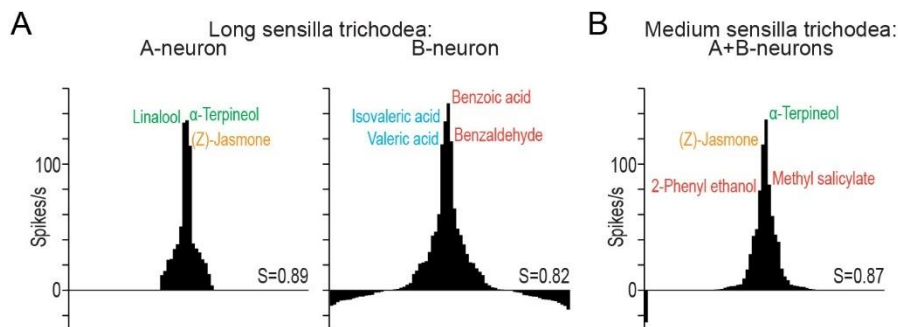 A
Long sensilla trichodea:
A-neuron
B-neuron
B
Medium sensilla trichodea:
A+B-neurons
Spikes/s
100
0
Linalool
α-Terpineol
(Z)-Jasmone
S=0.89
Benzoic acid
Isovaleric acid
Valeric acid
Benzaldehyde
S=0.82
Spikes/s
100
0
α-Terpineol
(Z)-Jasmone
2-Phenyl ethanol
Methyl salicylate
S=0.87